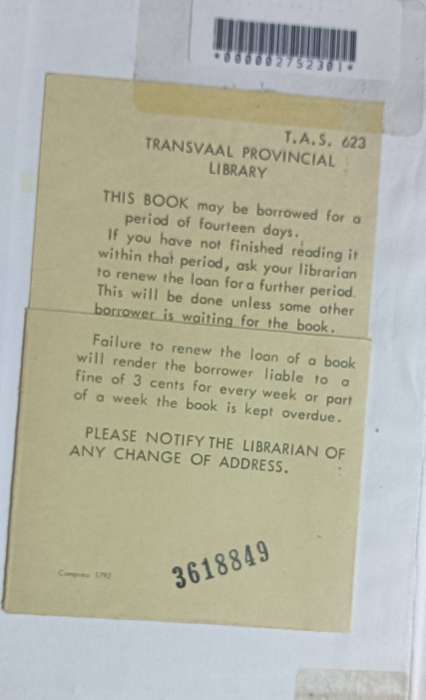 *000002752301*
T.A.S. 623
TRANSVAAL PROVINCIAL
LIBRARY
THIS BOOK may be borrowed for a
period of fourteen days.
If you have not finished reading it
within that period, ask your librarian
to renew the loan for a further period.
This will be done unless some other
borrower is waiting for the book.
Failure to renew the loan of a book
will render the borrower liable to a
fine of 3 cents for every week or part
of a week the book is kept overdue.
PLEASE NOTIFY THE LIBRARIAN OF
ANY CHANGE OF ADDRESS.
3618849